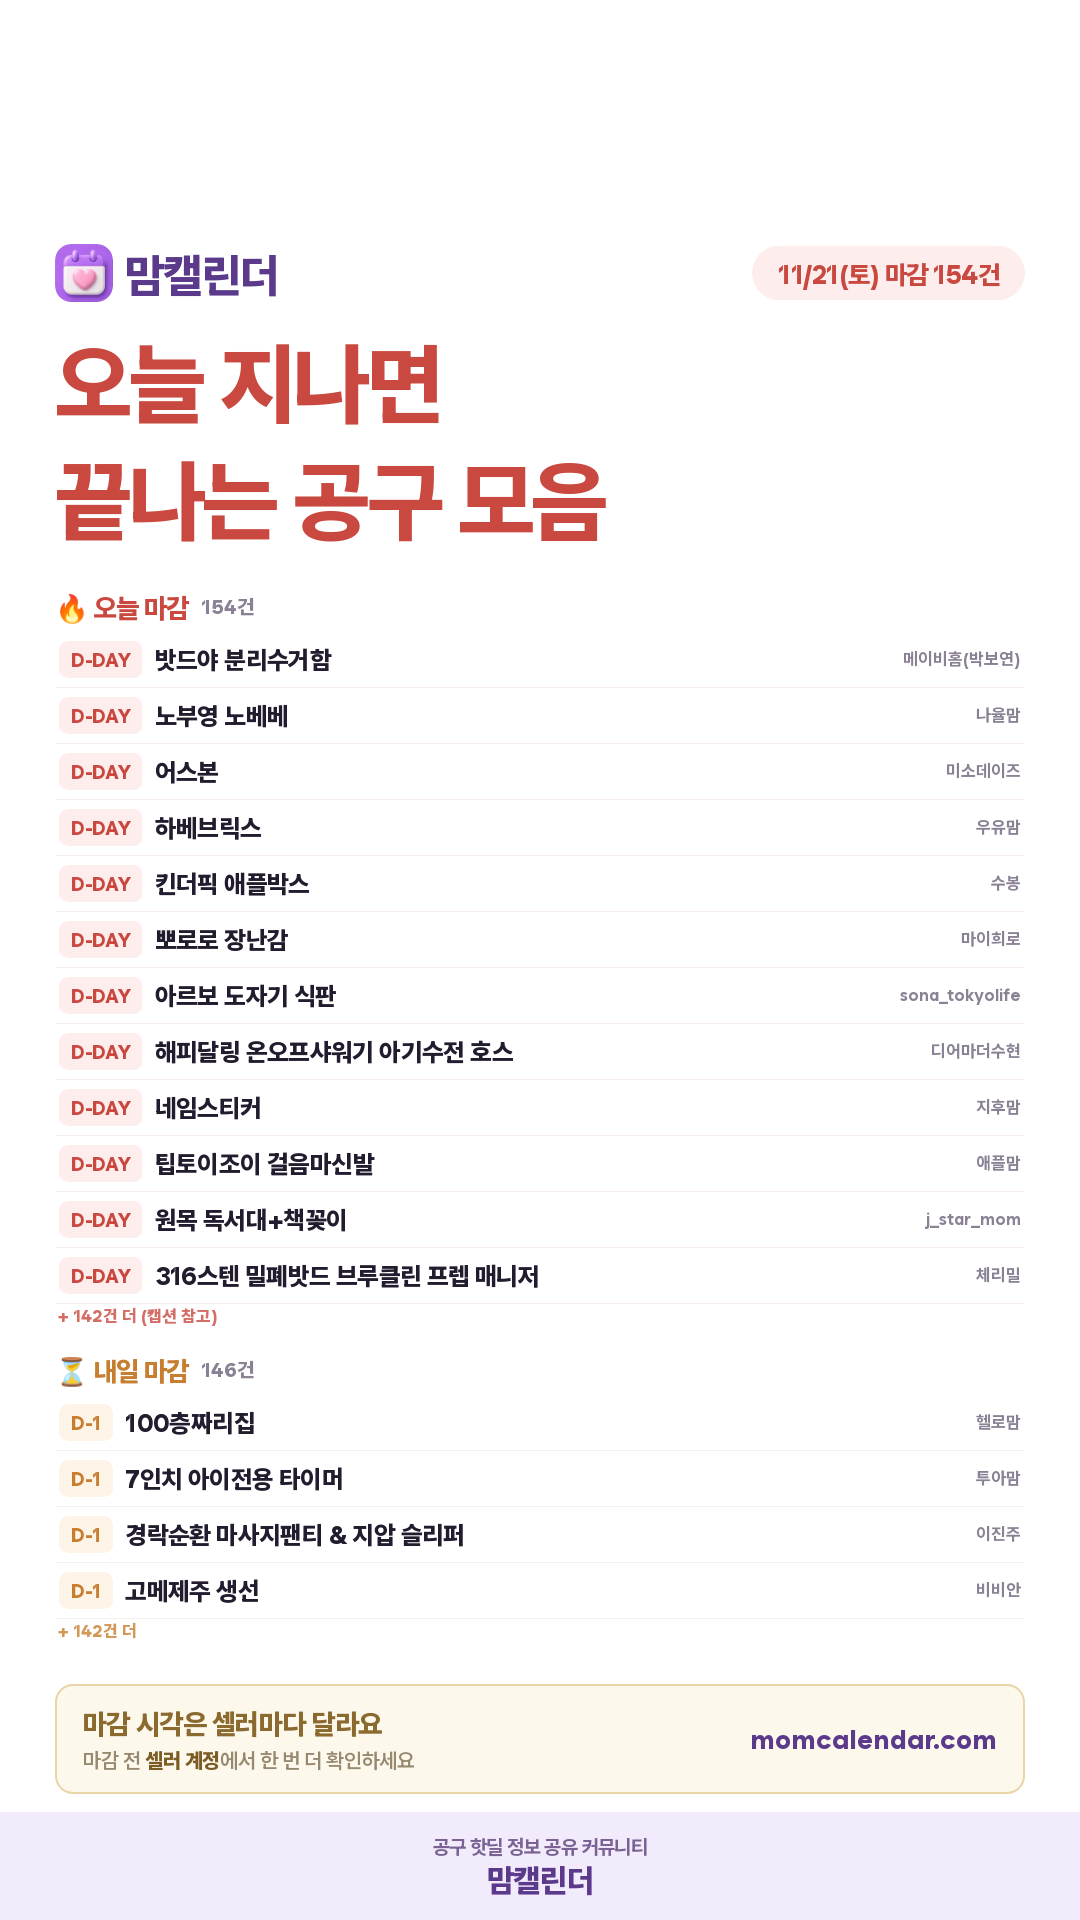 맘캘린더
11/21(토) 마감 154건
오늘 지나면
끝나는 공구 모음
🔥 오늘 마감 154건
D-DAY 밧드야 분리수거함 메이비홈(박보연)
D-DAY 노부영 노베베 나율맘
D-DAY 어스본 미소데이즈
D-DAY 하베브릭스 우유맘
D-DAY 킨더픽 애플박스 수봉
D-DAY 뽀로로 장난감 마이희로
D-DAY 아르보 도자기 식판 sona_tokyolife
D-DAY 해피달링 온오프샤워기 아기수전 호스 디어마더수현
D-DAY 네임스티커 지후맘
D-DAY 팁토이조이 걸음마신발 애플맘
D-DAY 원목 독서대+책꽂이 j_star_mom
D-DAY 316스텐 밀폐밧드 브루클린 프렙 매니저 체리밀
+ 142건 더 (캡션 참고)
⏳ 내일 마감 146건
D-1 100층짜리집 헬로맘
D-1 7인치 아이전용 타이머 투아맘
D-1 경락순환 마사지팬티 & 지압 슬리퍼 이진주
D-1 고메제주 생선 비비안
+ 142건 더
마감 시각은 셀러마다 달라요
마감 전 셀러 계정에서 한 번 더 확인하세요
momcalendar.com
공구 핫딜 정보 공유 커뮤니티
맘캘린더